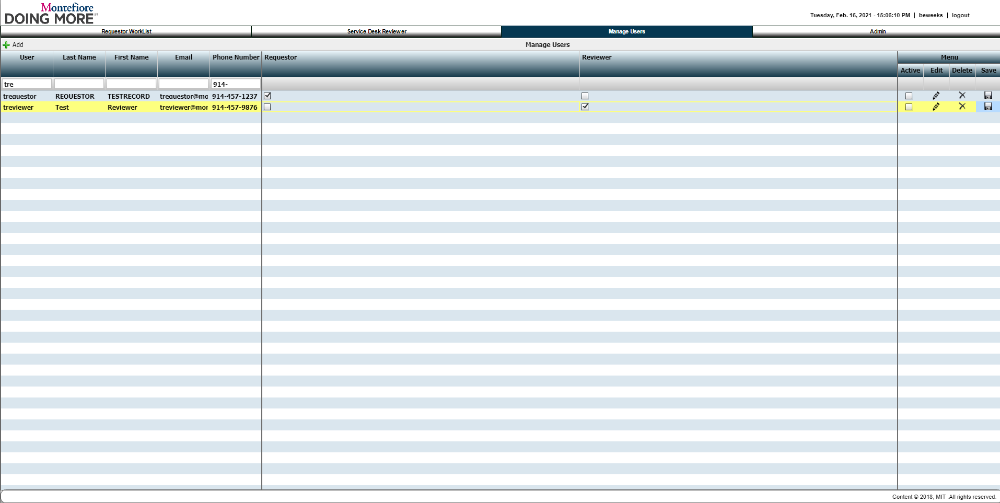 Montefiore
DOING MORE
Tuesday, Feb. 16, 2021 - 15:06:10 PM | beweeks | logout
Requestor WorkList Service Desk Reviewer Manage Users Admin
Add Manage Users
User Last Name First Name Email Phone Number Requestor Reviewer Menu
Active Edit Delete Save
tre 914-
trequestor REQUESTOR TESTRECORD trequestor@mo 914-457-1237
treviewer Test Reviewer treviewer@mor 914-457-9876
Content © 2018, MIT .All rights reserved.